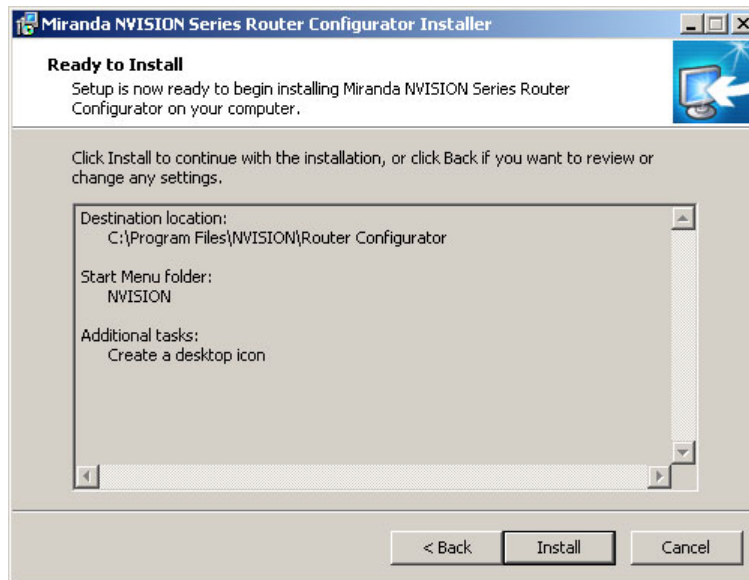 Miranda NVISION Series Router Configurator Installer
Ready to Install
Setup is now ready to begin installing Miranda NVISION Series Router
Configurator on your computer.
Click Install to continue with the installation, or click Back if you want to review or
change any settings.
Destination location:
C:\Program Files\NVISION\Router Configurator
Start Menu folder:
NVISION
Additional tasks:
Create a desktop icon
< Back
Install
Cancel